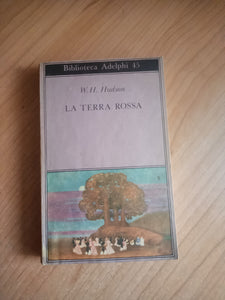 Biblioteca Adelphi 45
W. H. Hudson
LA TERRA ROSSA